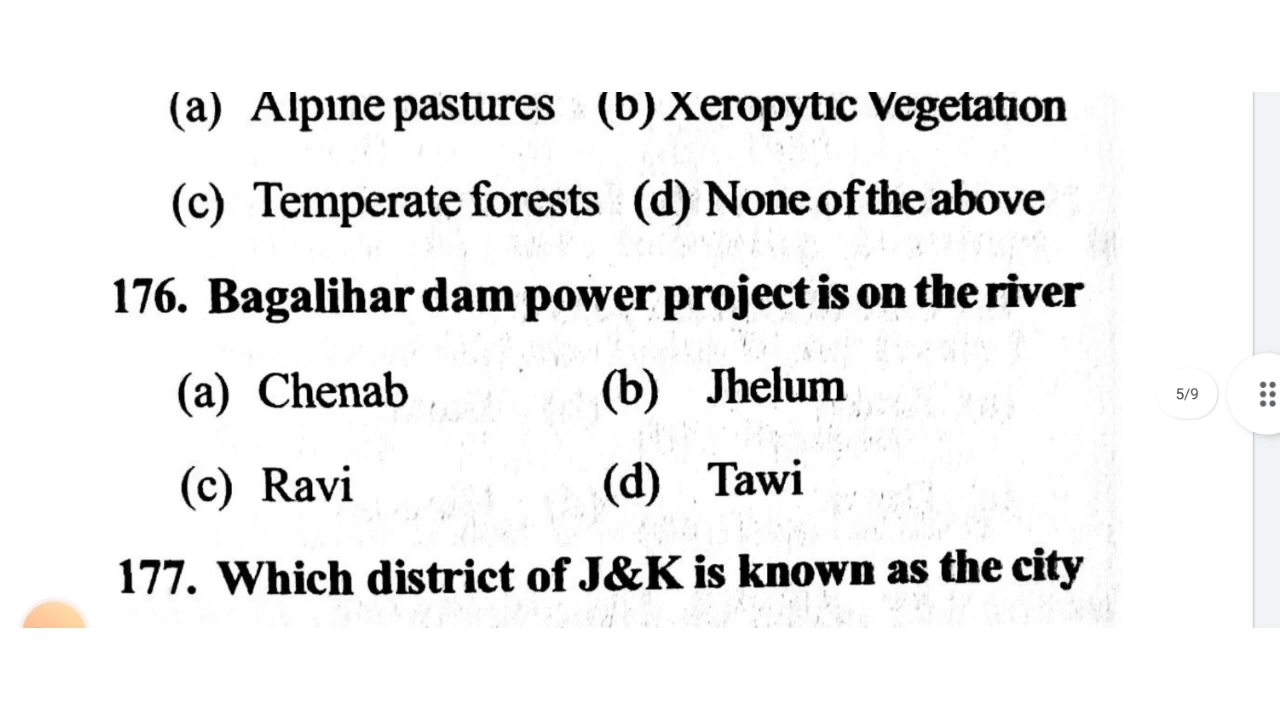 (a) Alpine pastures (b) Xeropytic Vegetation
(c) Temperate forests (d) None of the above
176. Bagalihar dam power project is on the river
(a) Chenab (b) Jhelum
5/9
(c) Ravi (d) Tawi
177. Which district of J&K is known as the city